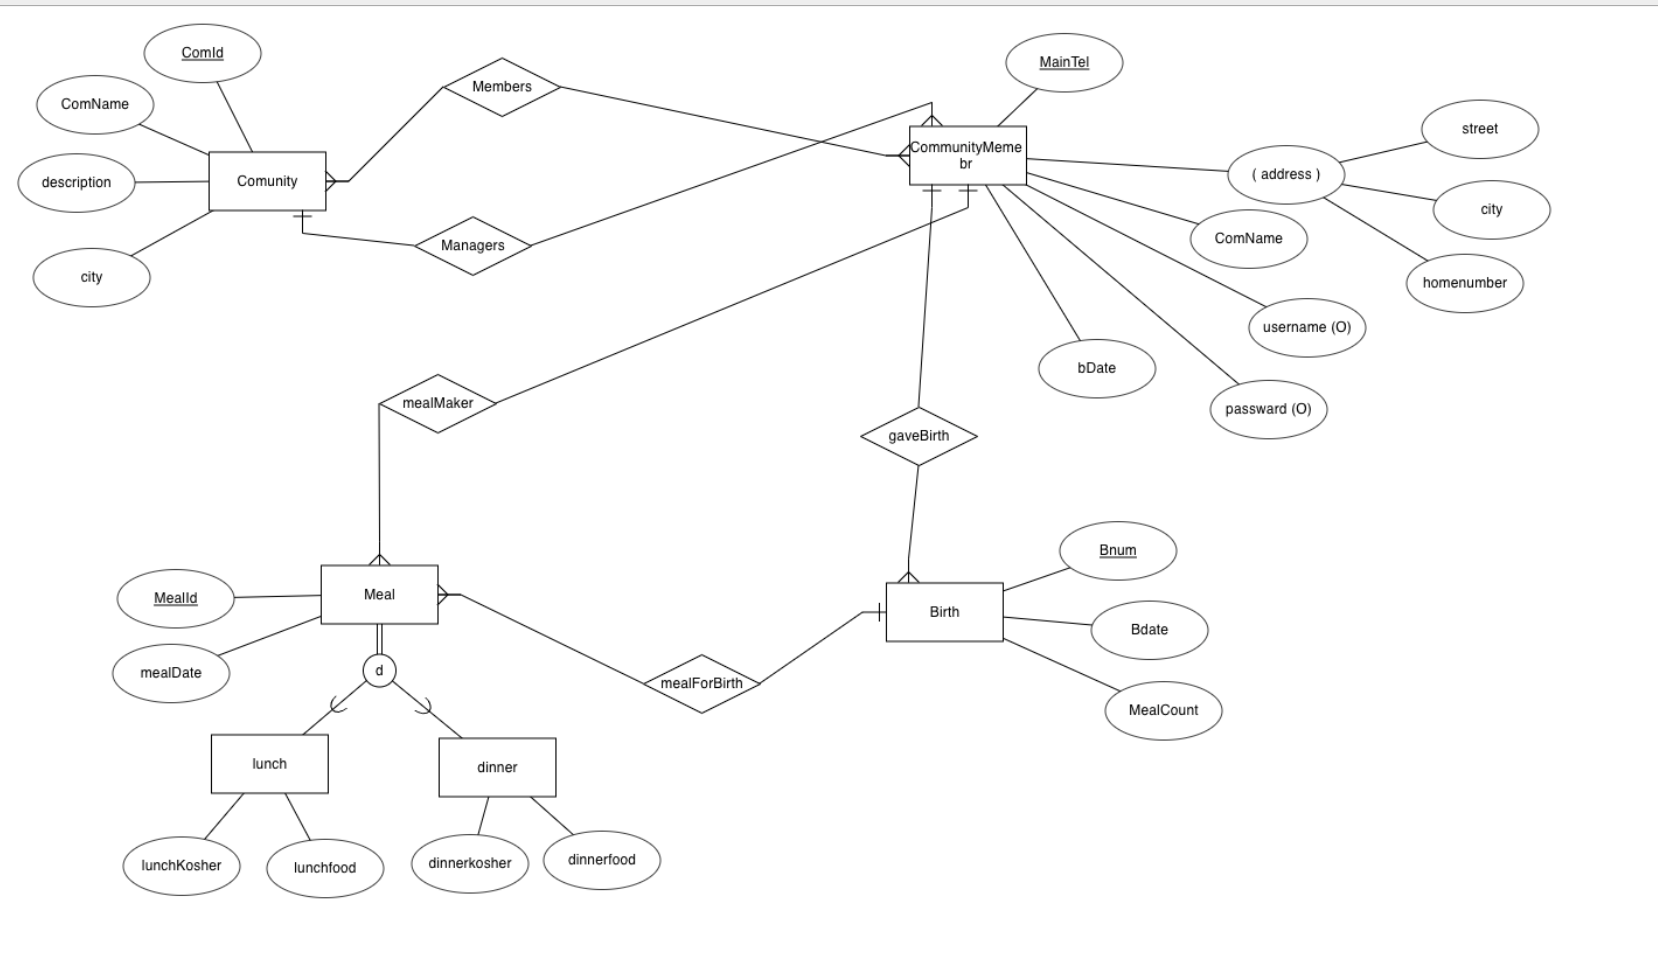 ComId
ComName
description
city
Comunity
Members
Managers
MainTel
CommunityMeme
br
( address )
street
city
homenumber
ComName
username (O)
passward (O)
bDate
mealMaker
gaveBirth
Meal
MealId
mealDate
d
lunch
dinner
lunchKosher
lunchfood
dinnerkosher
dinnerfood
mealForBirth
Birth
Bnum
Bdate
MealCount